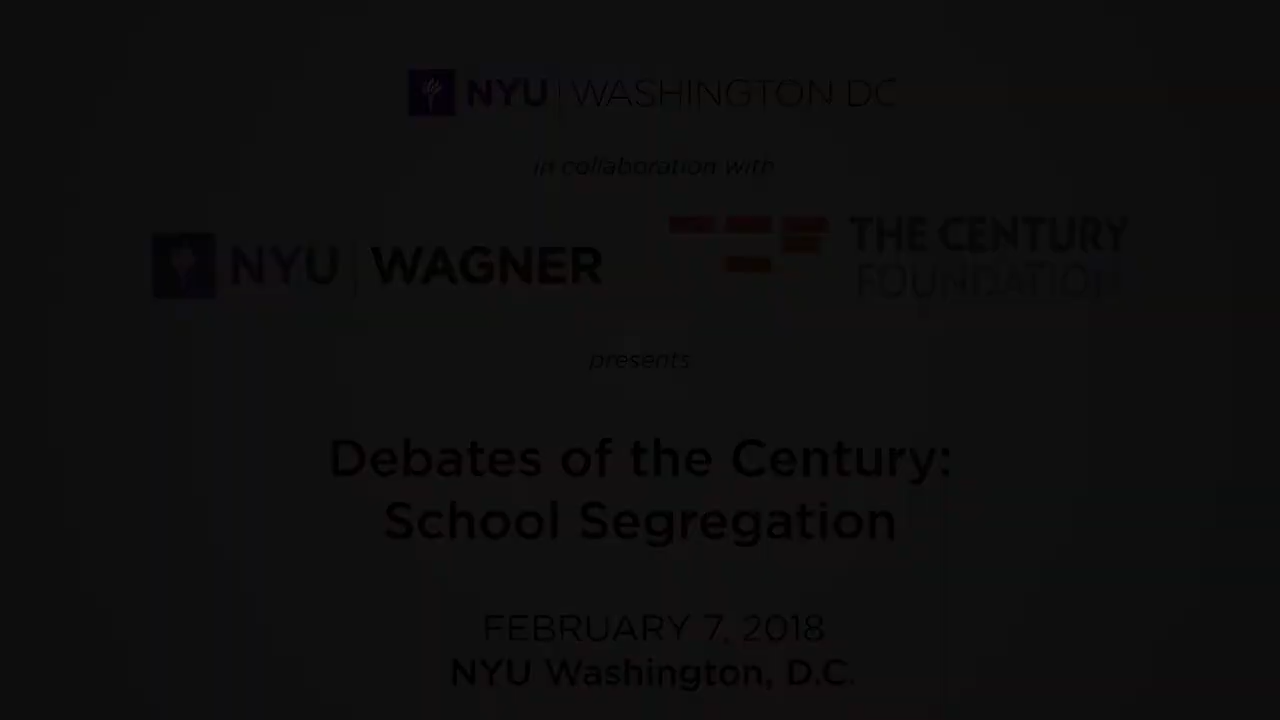 NYU | WASHINGTON DC
in collaboration with
NYU | WAGNER
THE CENTURY
FOUNDATION
presents
Debates of the Century:
School Segregation
FEBRUARY 7, 2018
NYU Washington, D.C.